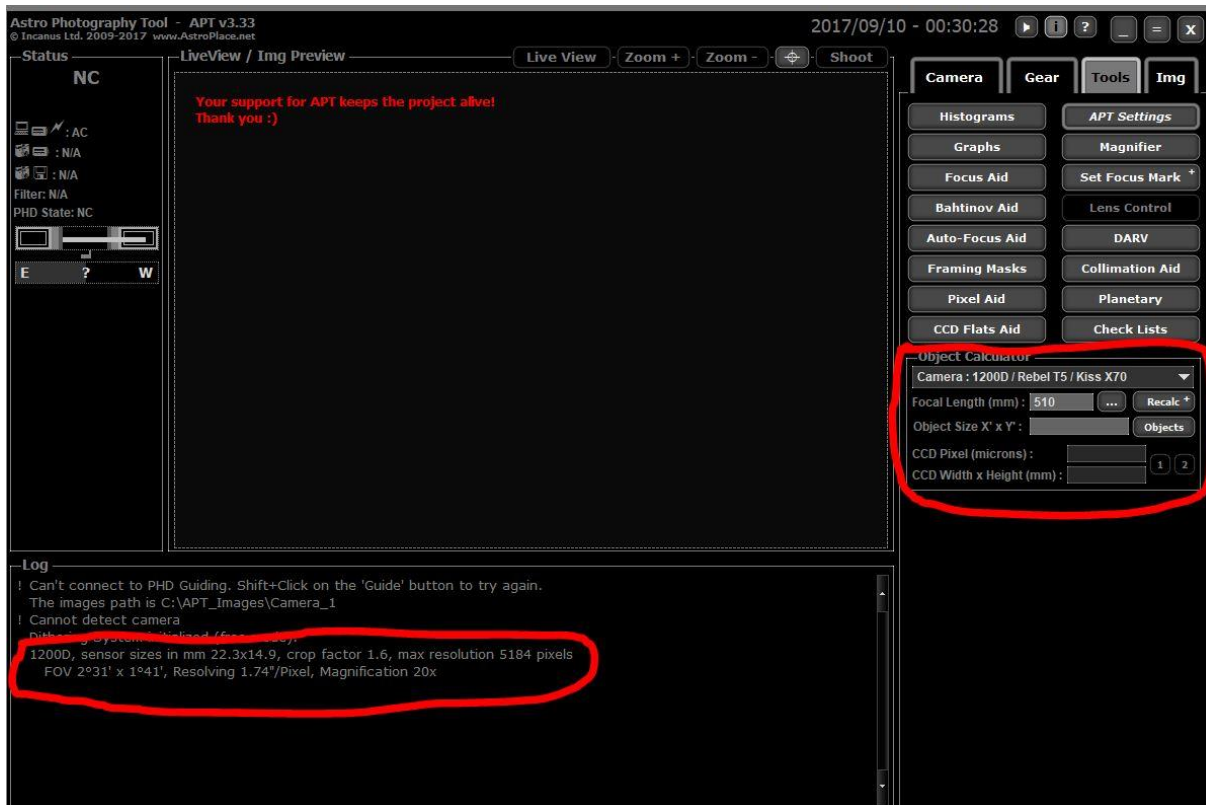 Astro Photography Tool - APT v3.33
© Incanus Ltd. 2009-2017 www.AstroPlace.net
2017/09/10 - 00:30:28
i ? _ = x
Status
NC
: AC
: N/A
: N/A
Filter: N/A
PHD State: NC
E ? W
LiveView / Img Preview
Live View Zoom + Zoom - Shoot
Your support for APT keeps the project alive!
Thank you :)
Camera Gear Tools Img
Histograms APT Settings
Graphs Magnifier
Focus Aid Set Focus Mark +
Bahtinov Aid Lens Control
Auto-Focus Aid DARV
Framing Masks Collimation Aid
Pixel Aid Planetary
CCD Flats Aid Check Lists
Object Calculator
Camera : 1200D / Rebel T5 / Kiss X70
Focal Length (mm) : 510 ... Recalc +
Object Size X' x Y' : Objects
CCD Pixel (microns) :
CCD Width x Height (mm) :
1 2
Log
! Can't connect to PHD Guiding. Shift+Click on the 'Guide' button to try again.
The images path is C:\APT_Images\Camera_1
! Cannot detect camera
Dithering System initialized (free mode).
1200D, sensor sizes in mm 22.3x14.9, crop factor 1.6, max resolution 5184 pixels
FOV 2º31' x 1º41', Resolving 1.74"/Pixel, Magnification 20x